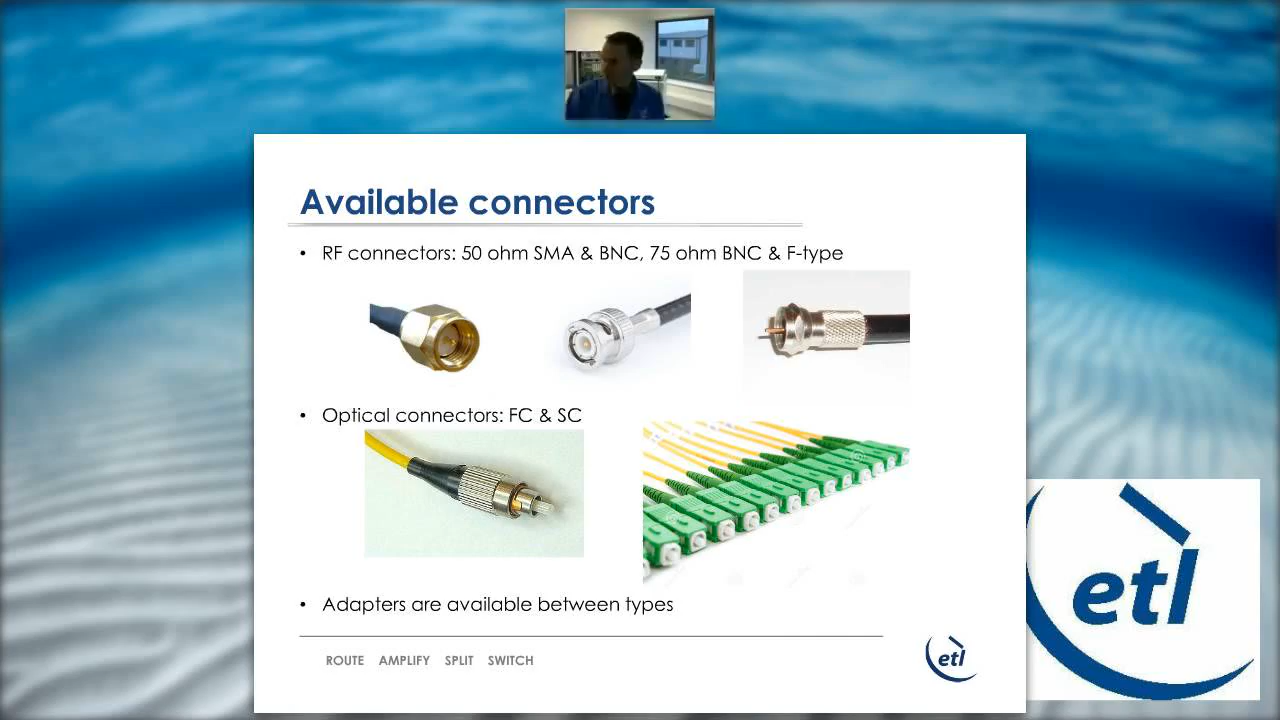 Available connectors
• RF connectors: 50 ohm SMA & BNC, 75 ohm BNC & F-type
• Optical connectors: FC & SC
• Adapters are available between types
ROUTE AMPLIFY SPLIT SWITCH
etl
etl